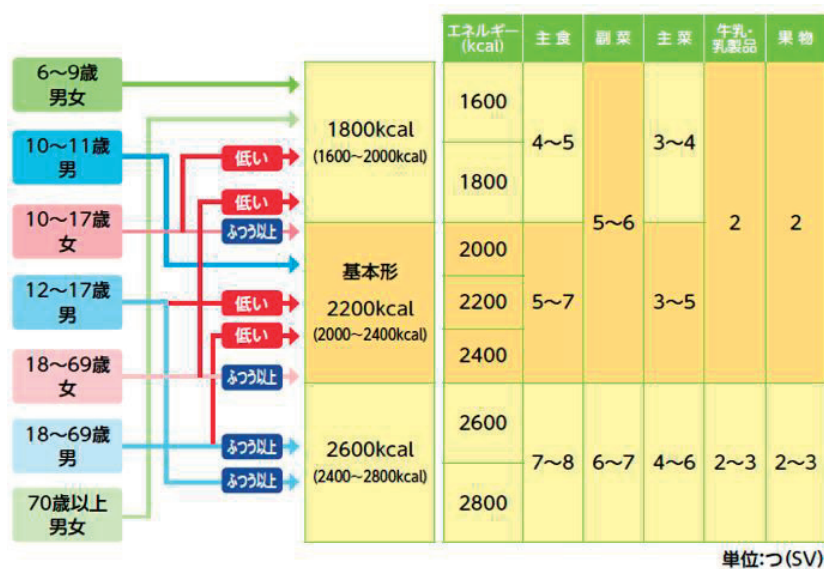 エネルギー
(kcal)
主食
副菜
主菜
牛乳・
乳製品
果物
6～9歳
男女
10～11歳
男
10～17歳
女
12～17歳
男
18～69歳
女
18～69歳
男
70歳以上
男女
低い
低い
ふつう以上
低い
低い
ふつう以上
ふつう以上
ふつう以上
1800kcal
(1600～2000kcal)
基本形
2200kcal
(2000～2400kcal)
2600kcal
(2400～2800kcal)
1600
1800
2000
2200
2400
2600
2800
4～5
5～7
7～8
5～6
6～7
3～4
3～5
4～6
2
2～3
2
2～3
単位:つ(SV)